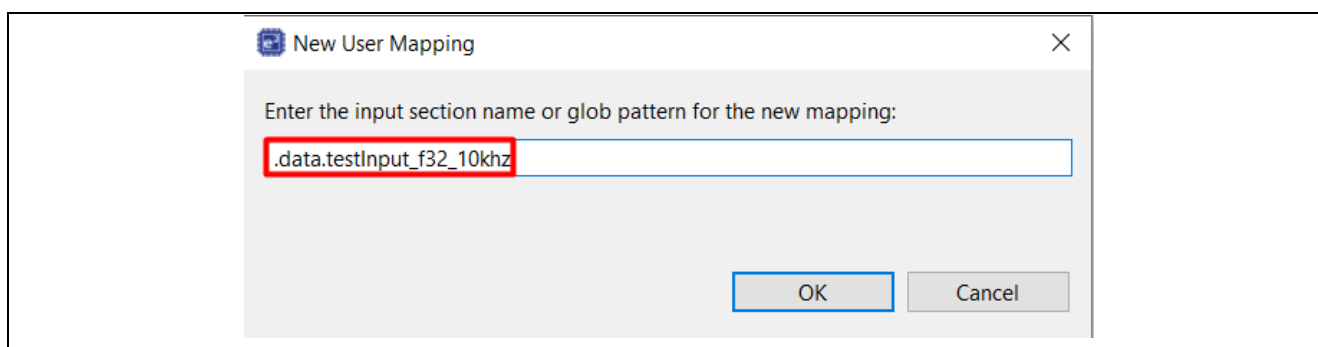 New User Mapping
Enter the input section name or glob pattern for the new mapping:
.data.testInput_f32_10khz
OK Cancel